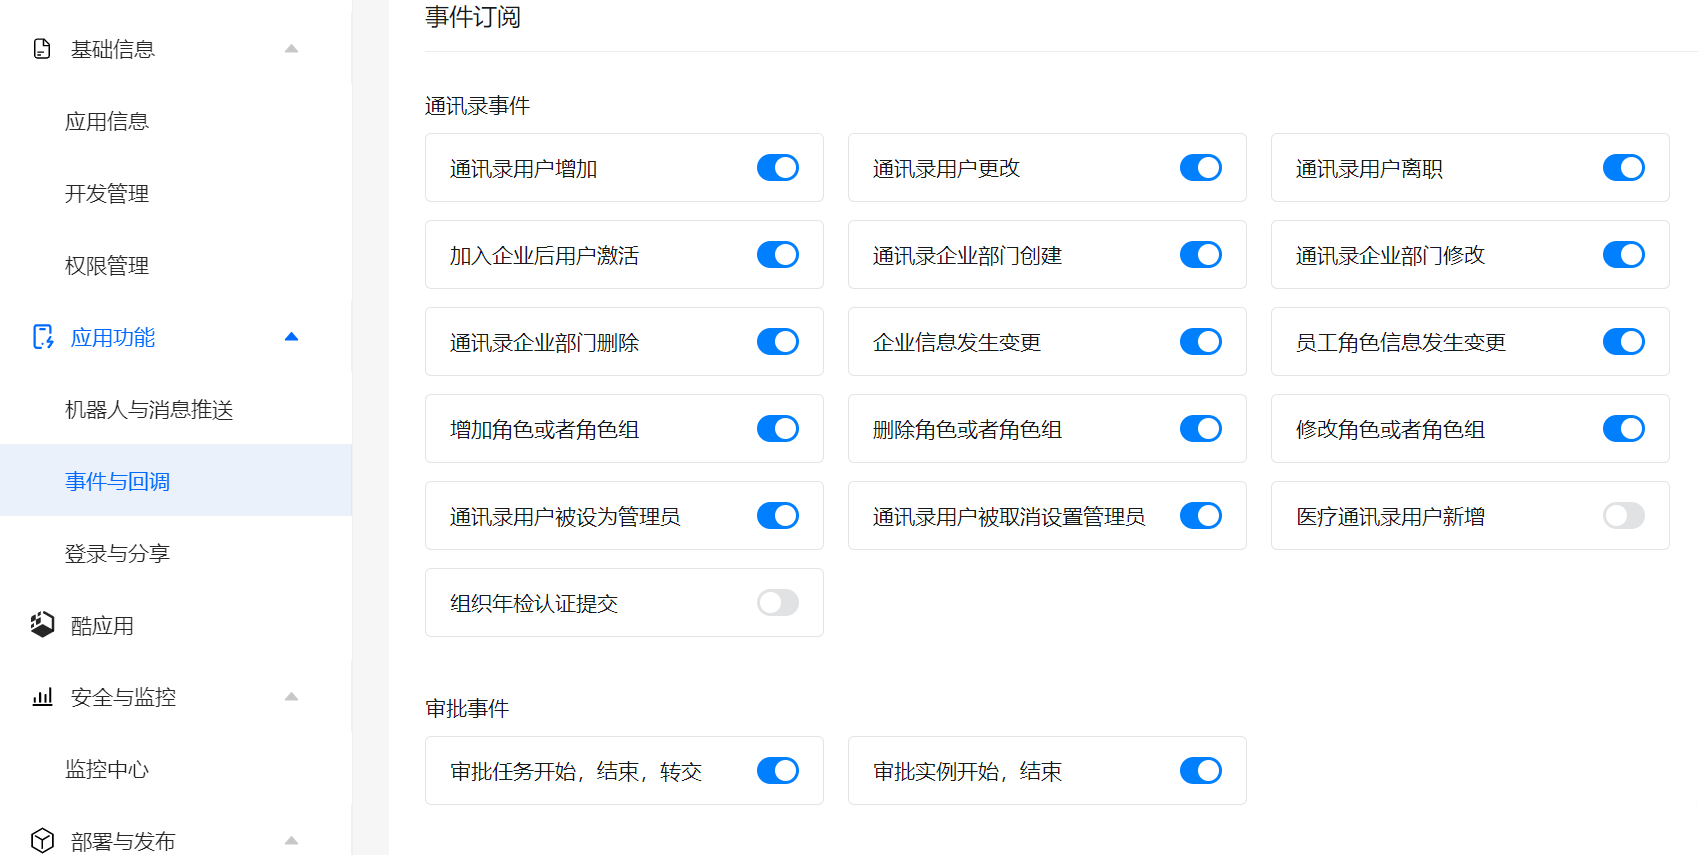 基础信息
应用信息
开发管理
权限管理
应用功能
机器人与消息推送
事件与回调
登录与分享
酷应用
安全与监控
监控中心
部署与发布
事件订阅
通讯录事件
通讯录用户增加
通讯录用户更改
通讯录用户离职
加入企业后用户激活
通讯录企业部门创建
通讯录企业部门修改
通讯录企业部门删除
企业信息发生变更
员工角色信息发生变更
增加角色或者角色组
删除角色或者角色组
修改角色或者角色组
通讯录用户被设为管理员
通讯录用户被取消设置管理员
医疗通讯录用户新增
组织年检认证提交
审批事件
审批任务开始，结束，转交
审批实例开始，结束